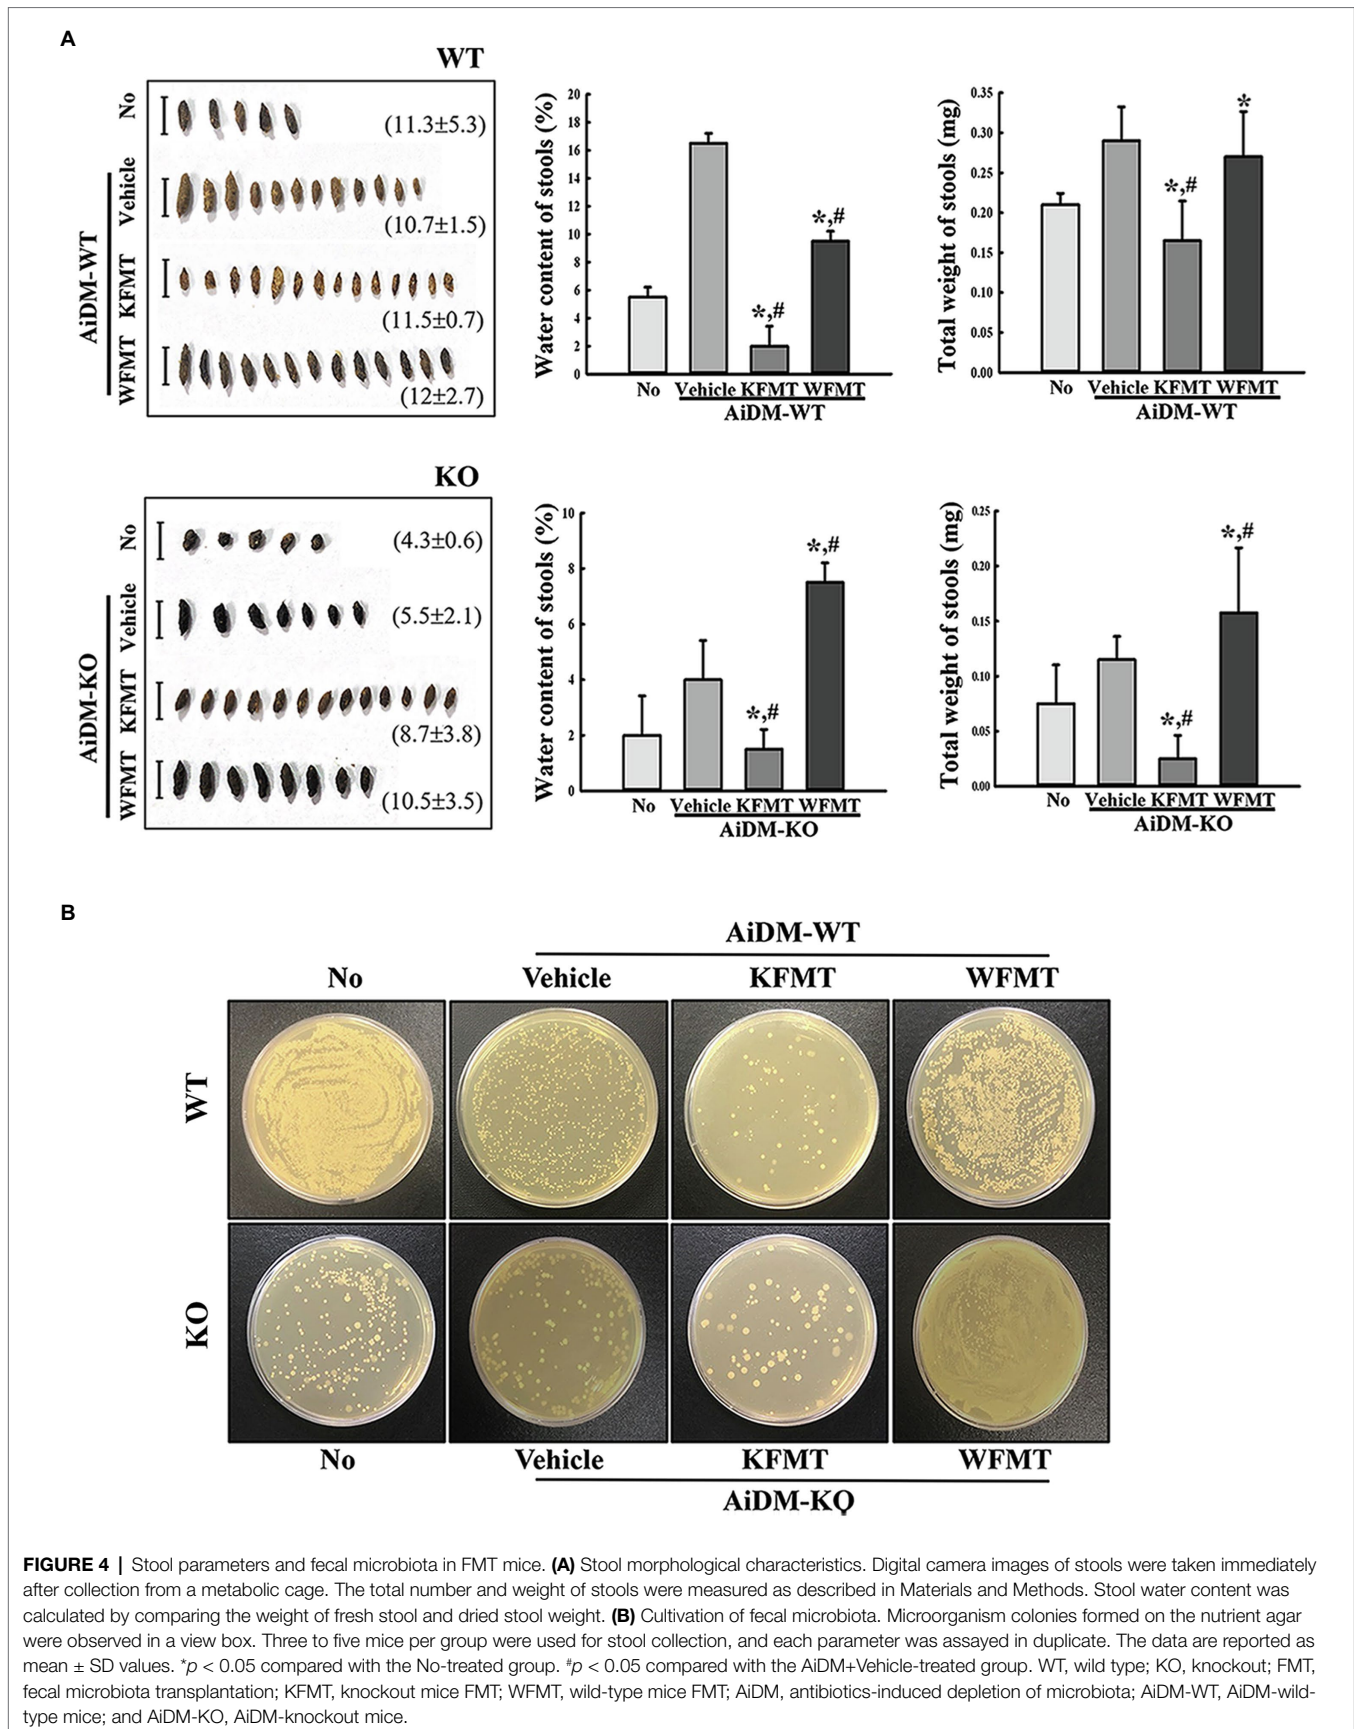 A
WT
No
(11.3±5.3)
Vehicle
(10.7±1.5)
KFMT
(11.5±0.7)
WFMT
(12±2.7)
AiDM-WT
Water content of stools (%)
20
18
16
14
12
10
8
6
4
2
0
*,#
*,#
No Vehicle KFMT WFMT
AiDM-WT
Total weight of stools (mg)
0.35
0.30
0.25
0.20
0.15
0.10
0.05
0.00
*,#
*
No Vehicle KFMT WFMT
AiDM-WT
KO
No
(4.3±0.6)
Vehicle
(5.5±2.1)
KFMT
(8.7±3.8)
WFMT
(10.5±3.5)
AiDM-KO
Water content of stools (%)
10
8
6
4
2
0
*,#
*,#
No Vehicle KFMT WFMT
AiDM-KO
Total weight of stools (mg)
0.25
0.20
0.15
0.10
0.05
0.00
*,#
*,#
No Vehicle KFMT WFMT
AiDM-KO
B
AiDM-WT
No Vehicle KFMT WFMT
WT
KO
No Vehicle KFMT WFMT
AiDM-KO
FIGURE 4 | Stool parameters and fecal microbiota in FMT mice. (A) Stool morphological characteristics. Digital camera images of stools were taken immediately
after collection from a metabolic cage. The total number and weight of stools were measured as described in Materials and Methods. Stool water content was
calculated by comparing the weight of fresh stool and dried stool weight. (B) Cultivation of fecal microbiota. Microorganism colonies formed on the nutrient agar
were observed in a view box. Three to five mice per group were used for stool collection, and each parameter was assayed in duplicate. The data are reported as
mean ± SD values. *p < 0.05 compared with the No-treated group. #p < 0.05 compared with the AiDM+Vehicle-treated group. WT, wild type; KO, knockout; FMT,
fecal microbiota transplantation; KFMT, knockout mice FMT; WFMT, wild-type mice FMT; AiDM, antibiotics-induced depletion of microbiota; AiDM-WT, AiDM-wild-
type mice; and AiDM-KO, AiDM-knockout mice.